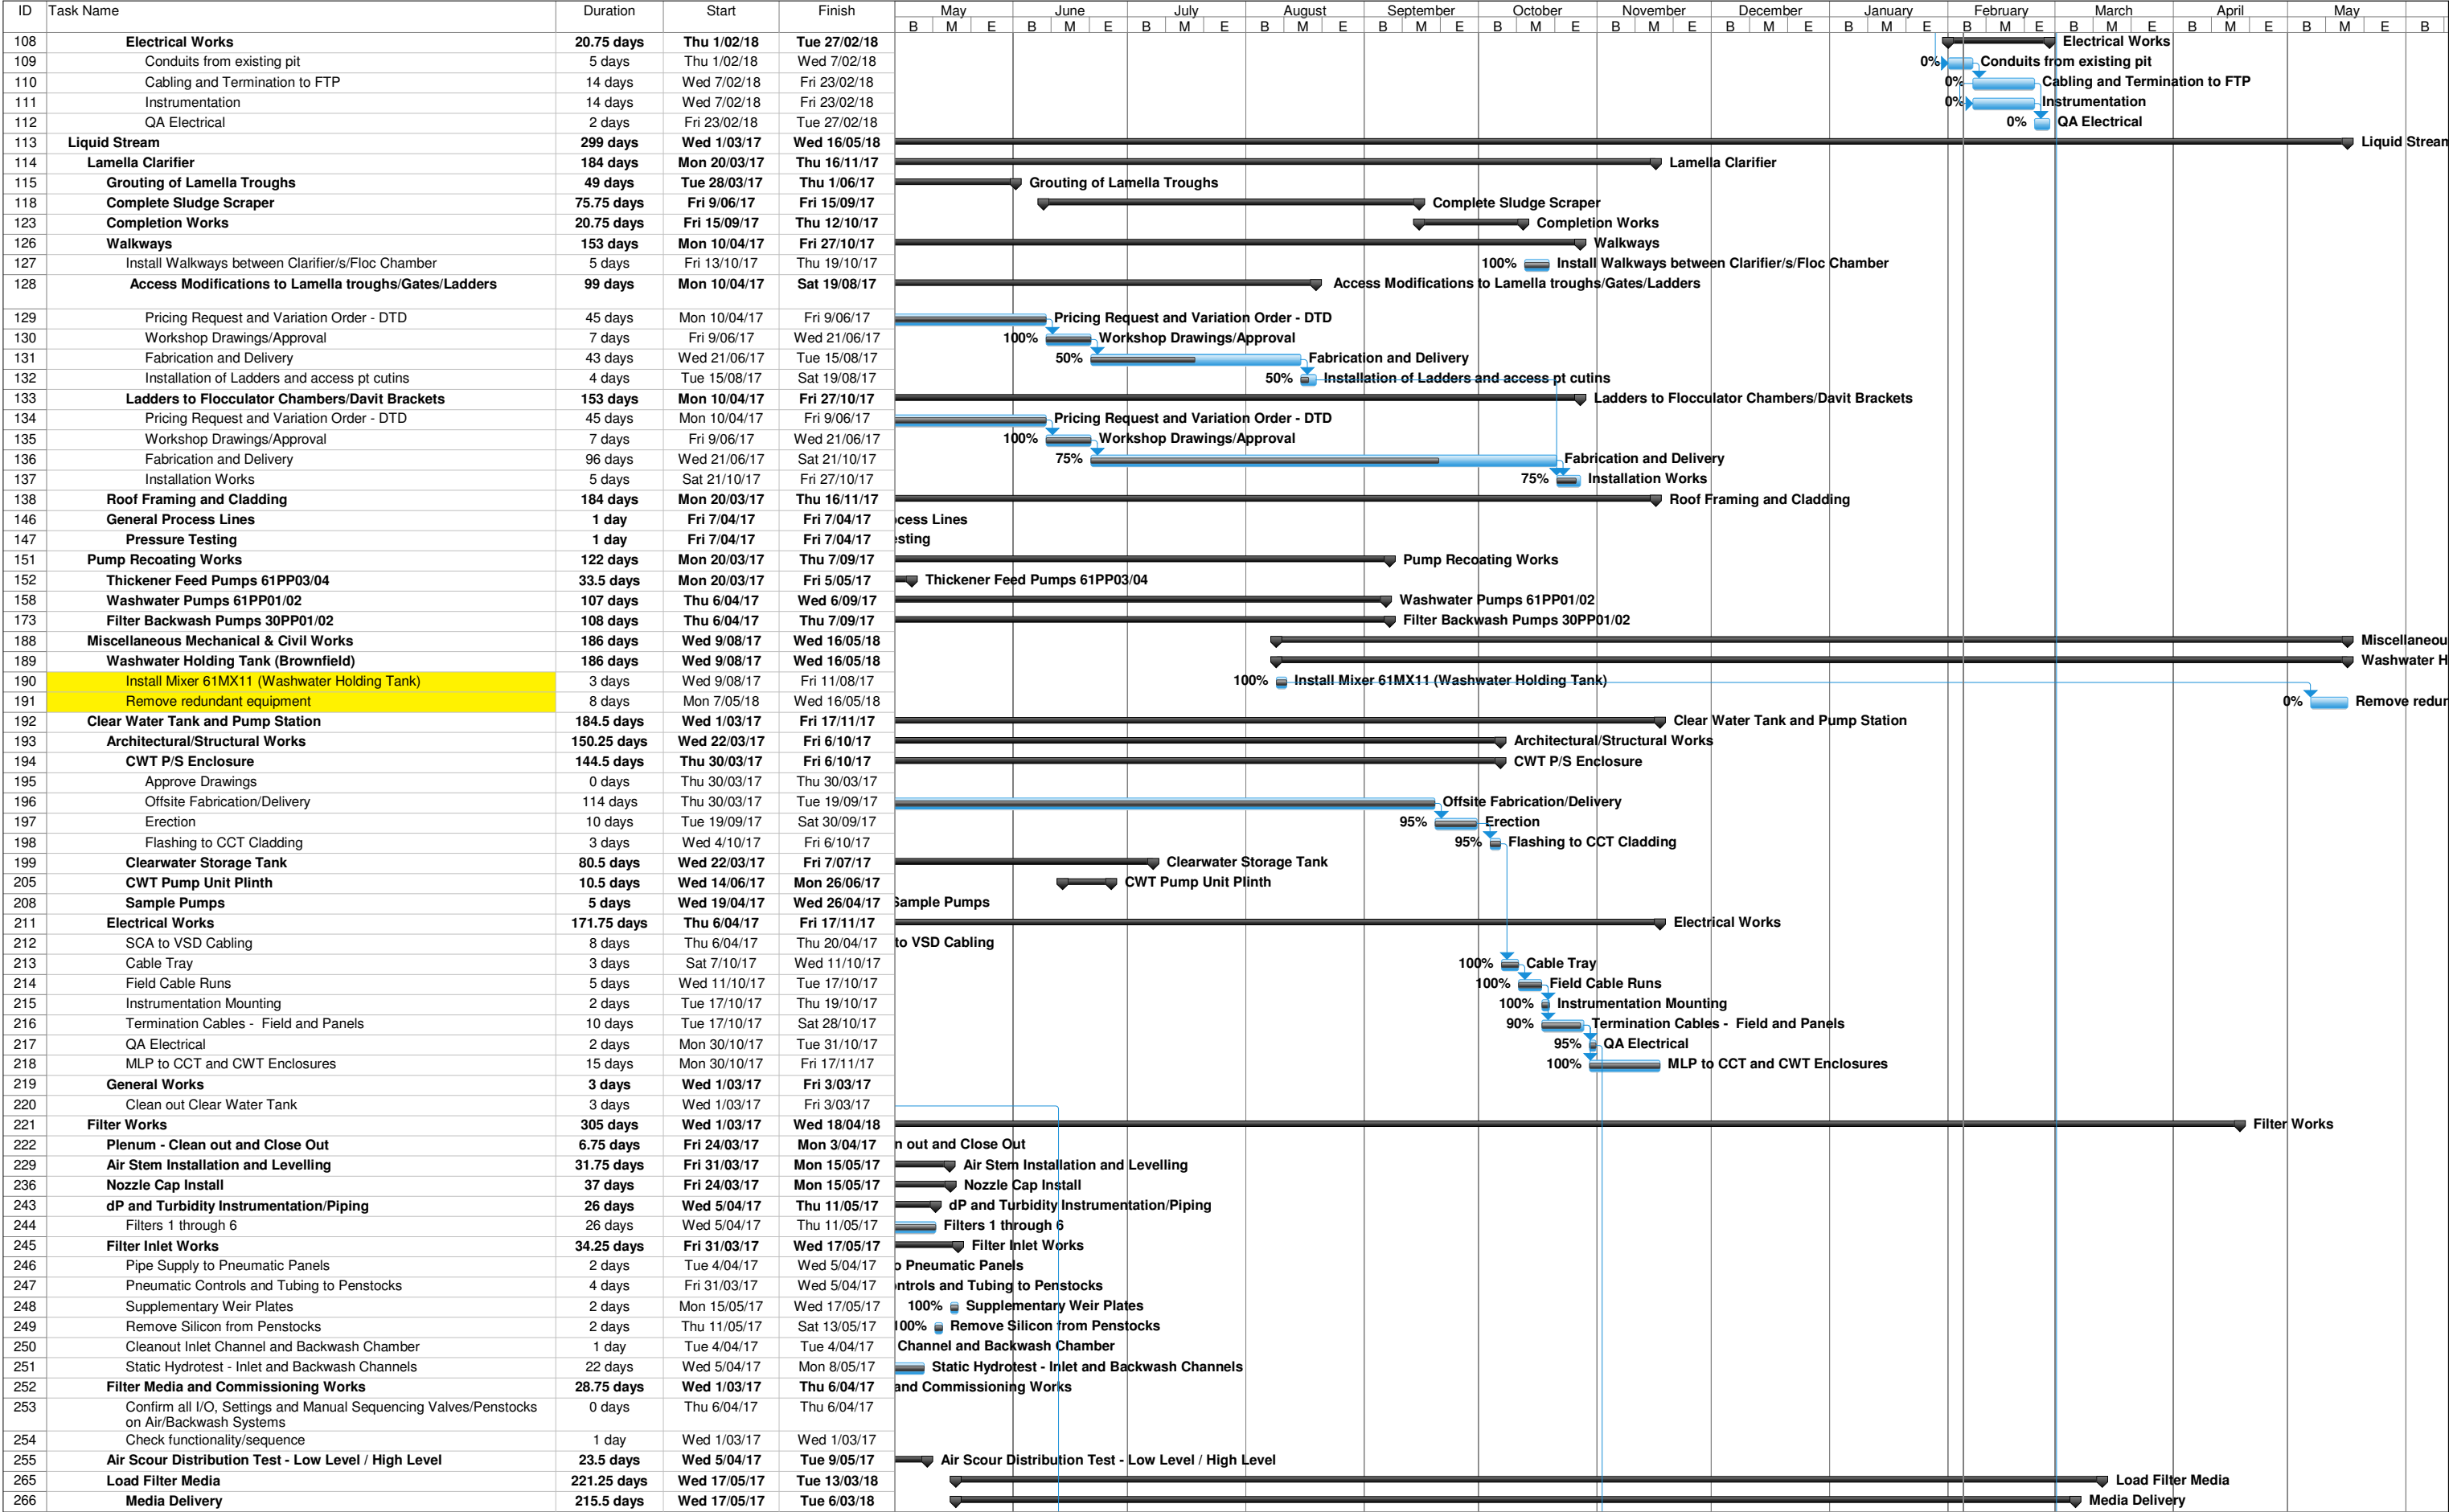 ID Task Name Duration Start Finish May June July August September October November December January February March April May
B M E B M E B M E B M E B M E B M E B M E B M E B M E B M E B M E B M E B M E B
108 Electrical Works 20.75 days Thu 1/02/18 Tue 27/02/18 Electrical Works
109 Conduits from existing pit 5 days Thu 1/02/18 Wed 7/02/18 0% Conduits from existing pit
110 Cabling and Termination to FTP 14 days Wed 7/02/18 Fri 23/02/18 0% Cabling and Termination to FTP
111 Instrumentation 14 days Wed 7/02/18 Fri 23/02/18 0% Instrumentation
112 QA Electrical 2 days Fri 23/02/18 Tue 27/02/18 0% QA Electrical
113 Liquid Stream 299 days Wed 1/03/17 Wed 16/05/18 Liquid Stream
114 Lamella Clarifier 184 days Mon 20/03/17 Thu 16/11/17 Lamella Clarifier
115 Grouting of Lamella Troughs 49 days Tue 28/03/17 Thu 1/06/17 Grouting of Lamella Troughs
118 Complete Sludge Scraper 75.75 days Fri 9/06/17 Fri 15/09/17 Complete Sludge Scraper
123 Completion Works 20.75 days Fri 15/09/17 Thu 12/10/17 Completion Works
126 Walkways 153 days Mon 10/04/17 Fri 27/10/17 Walkways
127 Install Walkways between Clarifier/s/Floc Chamber 5 days Fri 13/10/17 Thu 19/10/17 100% Install Walkways between Clarifier/s/Floc Chamber
128 Access Modifications to Lamella troughs/Gates/Ladders 99 days Mon 10/04/17 Sat 19/08/17 Access Modifications to Lamella troughs/Gates/Ladders
129 Pricing Request and Variation Order - DTD 45 days Mon 10/04/17 Fri 9/06/17 Pricing Request and Variation Order - DTD
130 Workshop Drawings/Approval 7 days Fri 9/06/17 Wed 21/06/17 100% Workshop Drawings/Approval
131 Fabrication and Delivery 43 days Wed 21/06/17 Tue 15/08/17 50% Fabrication and Delivery
132 Installation of Ladders and access pt cutins 4 days Tue 15/08/17 Sat 19/08/17 50% Installation of Ladders and access pt cutins
133 Ladders to Flocculator Chambers/Davit Brackets 153 days Mon 10/04/17 Fri 27/10/17 Ladders to Flocculator Chambers/Davit Brackets
134 Pricing Request and Variation Order - DTD 45 days Mon 10/04/17 Fri 9/06/17 Pricing Request and Variation Order - DTD
135 Workshop Drawings/Approval 7 days Fri 9/06/17 Wed 21/06/17 100% Workshop Drawings/Approval
136 Fabrication and Delivery 96 days Wed 21/06/17 Sat 21/10/17 75% Fabrication and Delivery
137 Installation Works 5 days Sat 21/10/17 Fri 27/10/17 75% Installation Works
138 Roof Framing and Cladding 184 days Mon 20/03/17 Thu 16/11/17 Roof Framing and Cladding
146 General Process Lines 1 day Fri 7/04/17 Fri 7/04/17 cess Lines
147 Pressure Testing 1 day Fri 7/04/17 Fri 7/04/17 esting
151 Pump Recoating Works 122 days Mon 20/03/17 Thu 7/09/17 Pump Recoating Works
152 Thickener Feed Pumps 61PP03/04 33.5 days Mon 20/03/17 Fri 5/05/17 Thickener Feed Pumps 61PP03/04
158 Washwater Pumps 61PP01/02 107 days Thu 6/04/17 Wed 6/09/17 Washwater Pumps 61PP01/02
173 Filter Backwash Pumps 30PP01/02 108 days Thu 6/04/17 Thu 7/09/17 Filter Backwash Pumps 30PP01/02
188 Miscellaneous Mechanical & Civil Works 186 days Wed 9/08/17 Wed 16/05/18 Miscellaneou
189 Washwater Holding Tank (Brownfield) 186 days Wed 9/08/17 Wed 16/05/18 Washwater H
190 Install Mixer 61MX11 (Washwater Holding Tank) 3 days Wed 9/08/17 Fri 11/08/17 100% Install Mixer 61MX11 (Washwater Holding Tank)
191 Remove redundant equipment 8 days Mon 7/05/18 Wed 16/05/18 0% Remove redur
192 Clear Water Tank and Pump Station 184.5 days Wed 1/03/17 Fri 17/11/17 Clear Water Tank and Pump Station
193 Architectural/Structural Works 150.25 days Wed 22/03/17 Fri 6/10/17 Architectural/Structural Works
194 CWT P/S Enclosure 144.5 days Thu 30/03/17 Fri 6/10/17 CWT P/S Enclosure
195 Approve Drawings 0 days Thu 30/03/17 Thu 30/03/17
196 Offsite Fabrication/Delivery 114 days Thu 30/03/17 Tue 19/09/17 Offsite Fabrication/Delivery
197 Erection 10 days Tue 19/09/17 Sat 30/09/17 95% Erection
198 Flashing to CCT Cladding 3 days Wed 4/10/17 Fri 6/10/17 95% Flashing to CCT Cladding
199 Clearwater Storage Tank 80.5 days Wed 22/03/17 Fri 7/07/17 Clearwater Storage Tank
205 CWT Pump Unit Plinth 10.5 days Wed 14/06/17 Mon 26/06/17 CWT Pump Unit Plinth
208 Sample Pumps 5 days Wed 19/04/17 Wed 26/04/17 Sample Pumps
211 Electrical Works 171.75 days Thu 6/04/17 Fri 17/11/17 Electrical Works
212 SCA to VSD Cabling 8 days Thu 6/04/17 Thu 20/04/17 to VSD Cabling
213 Cable Tray 3 days Sat 7/10/17 Wed 11/10/17 100% Cable Tray
214 Field Cable Runs 5 days Wed 11/10/17 Tue 17/10/17 100% Field Cable Runs
215 Instrumentation Mounting 2 days Tue 17/10/17 Thu 19/10/17 100% Instrumentation Mounting
216 Termination Cables - Field and Panels 10 days Tue 17/10/17 Sat 28/10/17 90% Termination Cables - Field and Panels
217 QA Electrical 2 days Mon 30/10/17 Tue 31/10/17 95% QA Electrical
218 MLP to CCT and CWT Enclosures 15 days Mon 30/10/17 Fri 17/11/17 100% MLP to CCT and CWT Enclosures
219 General Works 3 days Wed 1/03/17 Fri 3/03/17
220 Clean out Clear Water Tank 3 days Wed 1/03/17 Fri 3/03/17
221 Filter Works 305 days Wed 1/03/17 Wed 18/04/18 Filter Works
222 Plenum - Clean out and Close Out 6.75 days Fri 24/03/17 Mon 3/04/17 n out and Close Out
229 Air Stem Installation and Levelling 31.75 days Fri 31/03/17 Mon 15/05/17 Air Stem Installation and Levelling
236 Nozzle Cap Install 37 days Fri 24/03/17 Mon 15/05/17 Nozzle Cap Install
243 dP and Turbidity Instrumentation/Piping 26 days Wed 5/04/17 Thu 11/05/17 dP and Turbidity Instrumentation/Piping
244 Filters 1 through 6 26 days Wed 5/04/17 Thu 11/05/17 Filters 1 through 6
245 Filter Inlet Works 34.25 days Fri 31/03/17 Wed 17/05/17 Filter Inlet Works
246 Pipe Supply to Pneumatic Panels 2 days Tue 4/04/17 Wed 5/04/17 o Pneumatic Panels
247 Pneumatic Controls and Tubing to Penstocks 4 days Fri 31/03/17 Wed 5/04/17 ontrols and Tubing to Penstocks
248 Supplementary Weir Plates 2 days Mon 15/05/17 Wed 17/05/17 100% Supplementary Weir Plates
249 Remove Silicon from Penstocks 2 days Thu 11/05/17 Sat 13/05/17 100% Remove Silicon from Penstocks
250 Cleanout Inlet Channel and Backwash Chamber 1 day Tue 4/04/17 Tue 4/04/17 Channel and Backwash Chamber
251 Static Hydrotest - Inlet and Backwash Channels 22 days Wed 5/04/17 Mon 8/05/17 Static Hydrotest - Inlet and Backwash Channels
252 Filter Media and Commissioning Works 28.75 days Wed 1/03/17 Thu 6/04/17 and Commissioning Works
253 Confirm all I/O, Settings and Manual Sequencing Valves/Penstocks 0 days Thu 6/04/17 Thu 6/04/17
on Air/Backwash Systems
254 Check functionality/sequence 1 day Wed 1/03/17 Wed 1/03/17
255 Air Scour Distribution Test - Low Level / High Level 23.5 days Wed 5/04/17 Tue 9/05/17 Air Scour Distribution Test - Low Level / High Level
265 Load Filter Media 221.25 days Wed 17/05/17 Tue 13/03/18 Load Filter Media
266 Media Delivery 215.5 days Wed 17/05/17 Tue 6/03/18 Media Delivery